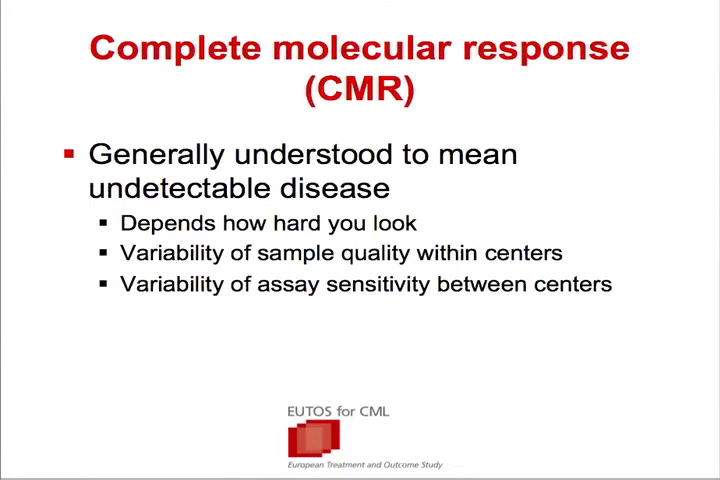 Complete molecular response
(CMR)
Generally understood to mean
undetectable disease
Depends how hard you look
Variability of sample quality within centers
Variability of assay sensitivity between centers
EUTOS for CML
European Treatment and Outcome Study